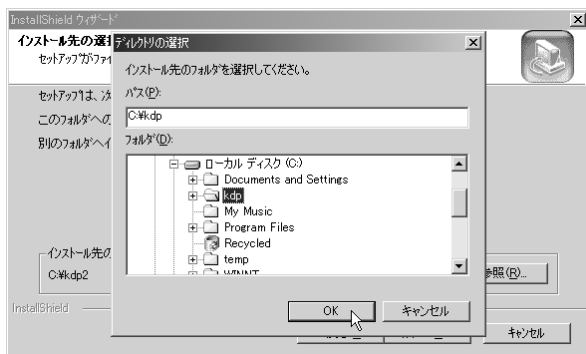 InstallShield ウィザード
インストール先の選
セットアップがファイ
ディレクトリの選択
インストール先のフォルダを選択してください。
パス(P):
C:¥kdp
フォルダ(D):
ローカル ディスク (C:)
Documents and Settings
kdp
My Music
Program Files
Recycled
temp
WINNT
OK
キャンセル
セットアップは、次
このフォルダへの
別のフォルダへイ
インストール先の
C:¥kdp2
参照(R)...
InstallShield
キャンセル